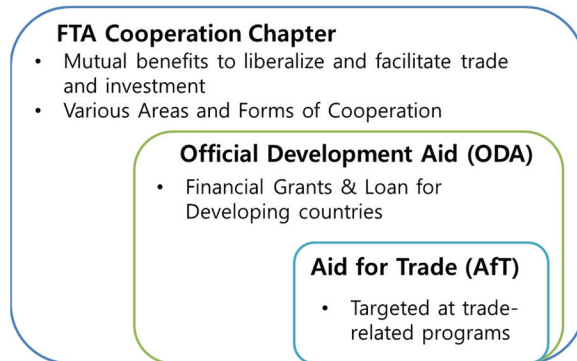 FTA Cooperation Chapter
• Mutual benefits to liberalize and facilitate trade
and investment
• Various Areas and Forms of Cooperation
Official Development Aid (ODA)
• Financial Grants & Loan for
Developing countries
Aid for Trade (AfT)
• Targeted at trade-
related programs